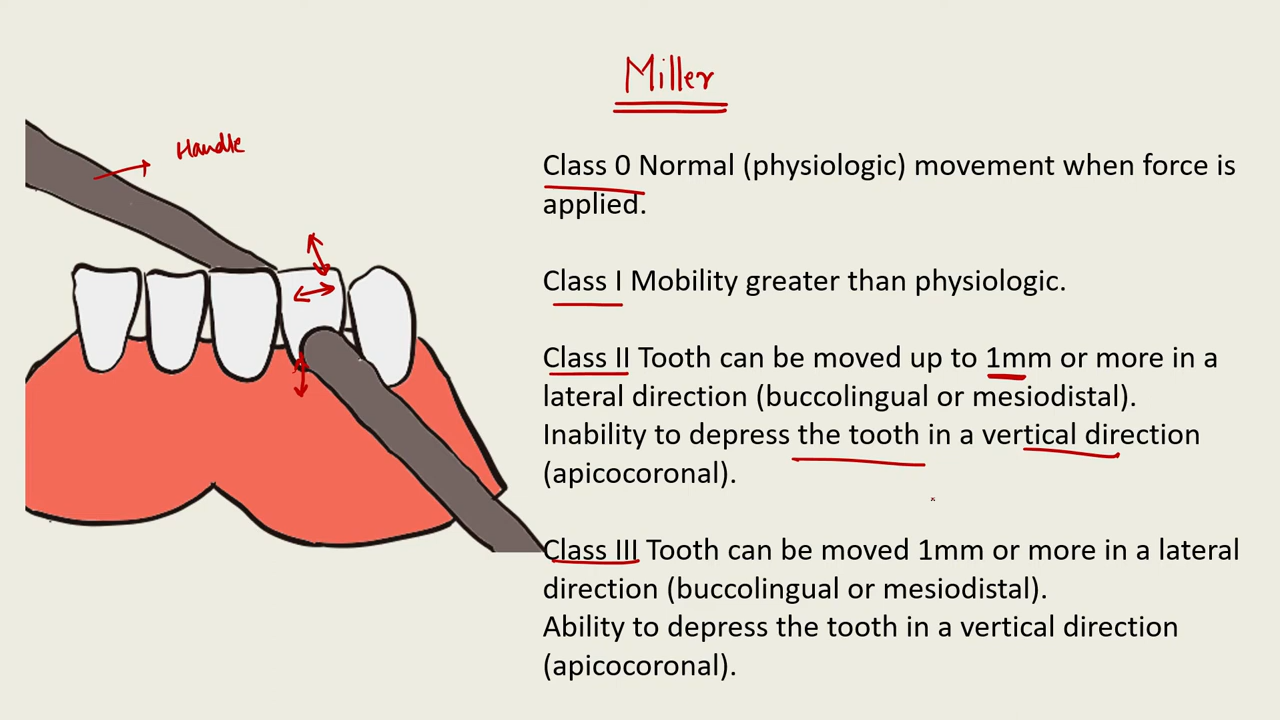 Miller
Handle
Class 0 Normal (physiologic) movement when force is
applied.
Class I Mobility greater than physiologic.
Class II Tooth can be moved up to 1mm or more in a
lateral direction (buccolingual or mesiodistal).
Inability to depress the tooth in a vertical direction
(apicocoronal).
Class III Tooth can be moved 1mm or more in a lateral
direction (buccolingual or mesiodistal).
Ability to depress the tooth in a vertical direction
(apicocoronal).